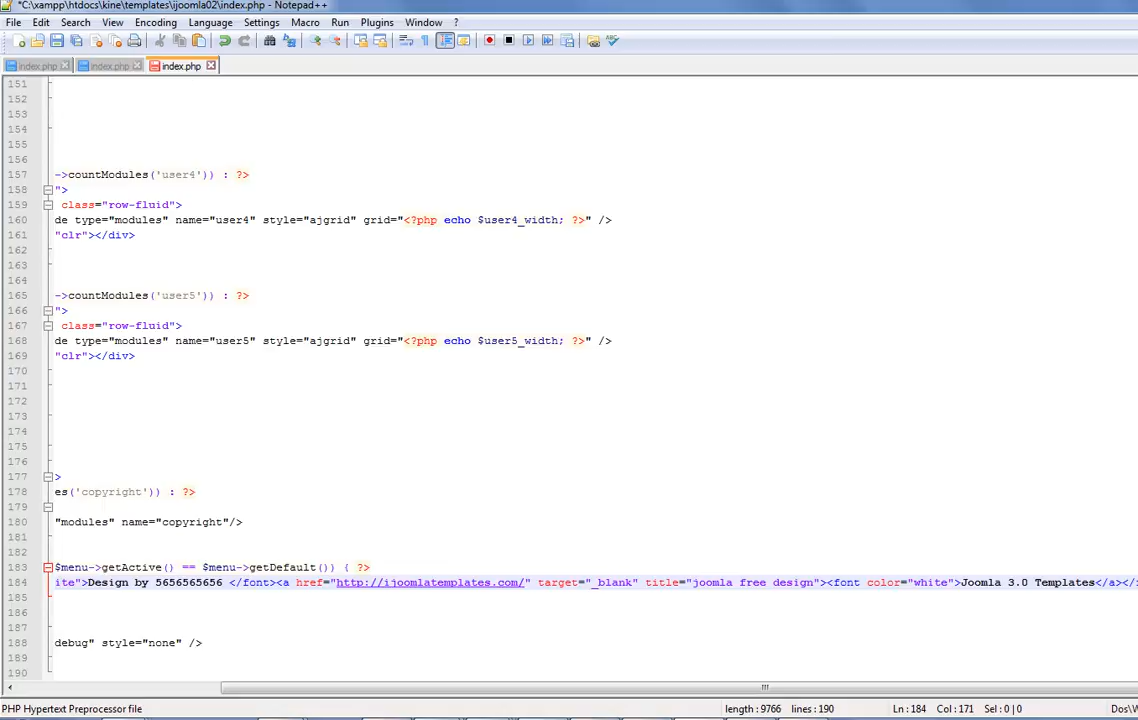 *C:\xampp\htdocs\kine\templates\ijoomla02\index.php - Notepad++
File Edit Search View Encoding Language Settings Macro Run Plugins Window ?
index.php index.php index.php
151
152
153
154
155
156
157 ->countModules('user4')) : ?>
158 ">
159 class="row-fluid">
160 de type="modules" name="user4" style="ajgrid" grid="<?php echo $user4_width; ?>" />
161 "clr"></div>
162
163
164
165 ->countModules('user5')) : ?>
166 ">
167 class="row-fluid">
168 de type="modules" name="user5" style="ajgrid" grid="<?php echo $user5_width; ?>" />
169 "clr"></div>
170
171
172
173
174
175
176
177 >
178 es('copyright')) : ?>
179
180 "modules" name="copyright"/>
181
182
183 $menu->getActive() == $menu->getDefault()) { ?>
184 ite">Design by 5656565656 </font><a href="http://ijoomlatemplates.com/" target="_blank" title="joomla free design"><font color="white">Joomla 3.0 Templates</a></
185
186
187
188 debug" style="none" />
189
190
PHP Hypertext Preprocessor file length : 9766 lines : 190 Ln : 184 Col : 171 Sel : 0 | 0 Dos\W